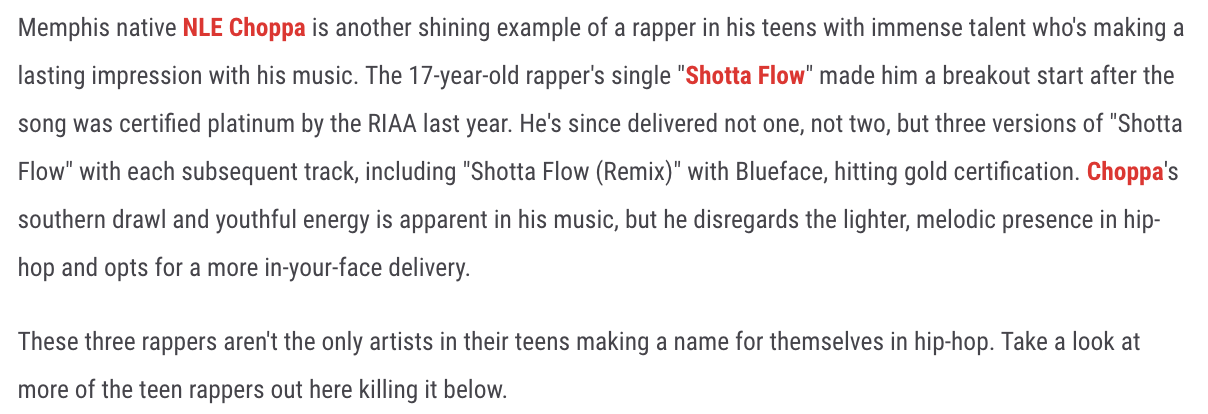 Memphis native NLE Choppa is another shining example of a rapper in his teens with immense talent who's making a
lasting impression with his music. The 17-year-old rapper's single "Shotta Flow" made him a breakout start after the
song was certified platinum by the RIAA last year. He's since delivered not one, not two, but three versions of "Shotta
Flow" with each subsequent track, including "Shotta Flow (Remix)" with Blueface, hitting gold certification. Choppa's
southern drawl and youthful energy is apparent in his music, but he disregards the lighter, melodic presence in hip-
hop and opts for a more in-your-face delivery.
These three rappers aren't the only artists in their teens making a name for themselves in hip-hop. Take a look at
more of the teen rappers out here killing it below.